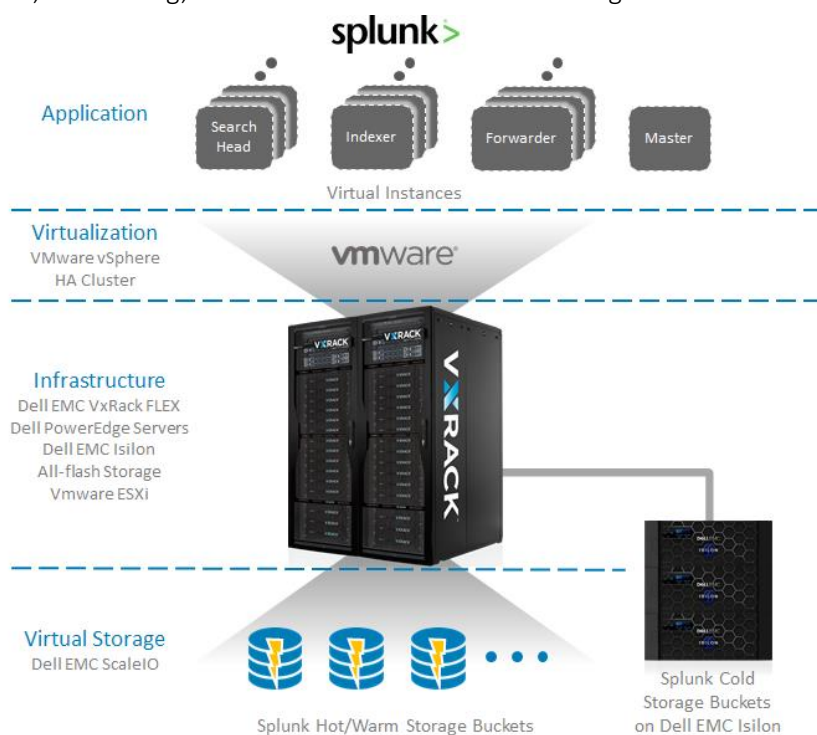 splunk>
Application
Search
Head
Indexer
Forwarder
Master
Virtual Instances
Virtualization
VMware vSphere
HA Cluster
vmware
VXRACK
VXRACK
VXRACK
Infrastructure
Dell EMC VxRack FLEX
Dell PowerEdge Servers
Dell EMC Isilon
All-flash Storage
Vmware ESXi
Virtual Storage
Dell EMC ScaleIO
Splunk Hot/Warm Storage Buckets
Splunk Cold
Storage Buckets
on Dell EMC Isilon